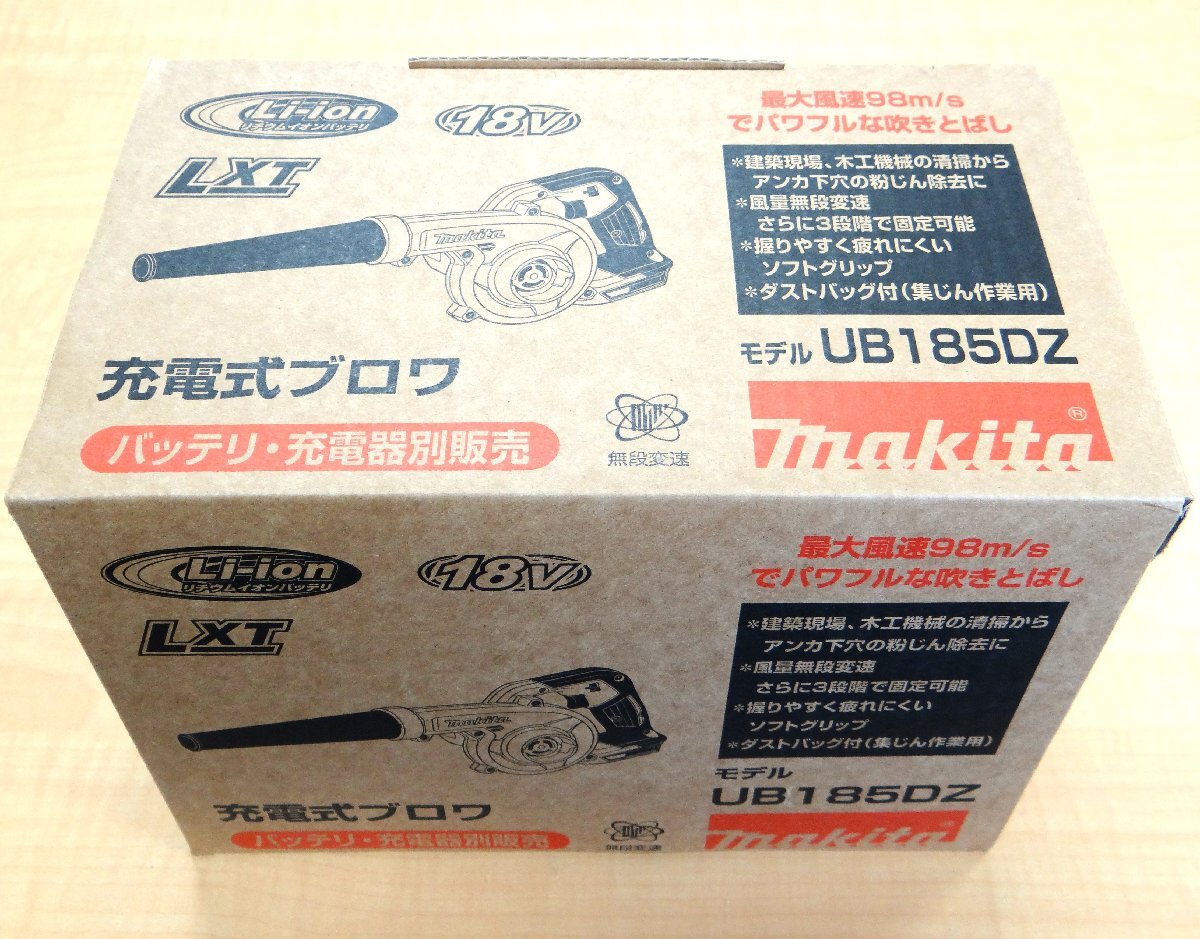 Li-ion
リチウムイオンバッテリ
18V
LXT
makita
充電式ブロワ
バッテリ・充電器別販売
無段変速
最大風速98m/s
でパワフルな吹きとばし
*建築現場、木工機械の清掃から
アンカ下穴の粉じん除去に
*風量無段変速
さらに3段階で固定可能
*握りやすく疲れにくい
ソフトグリップ
*ダストバッグ付(集じん作業用)
モデル UB185DZ
makita®
Li-ion
リチウムイオンバッテリ
18V
LXT
makita
充電式ブロワ
バッテリ・充電器別販売
無段変速
最大風速98m/s
でパワフルな吹きとばし
*建築現場、木工機械の清掃から
アンカ下穴の粉じん除去に
*風量無段変速
さらに3段階で固定可能
*握りやすく疲れにくい
ソフトグリップ
*ダストバッグ付(集じん作業用)
モデル
UB185DZ
makita